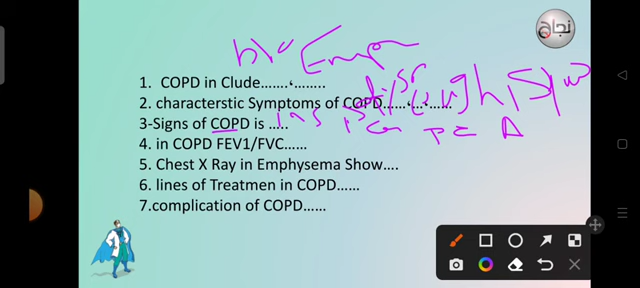 نجاح
1. COPD in Clude.......‘........
2. characterstic Symptoms of COPD......‘...‘.......
3-Signs of COPD is .....
4. in COPD FEV1/FVC......
5. Chest X Ray in Emphysema Show....
6. lines of Treatmen in COPD.....
7.complication of COPD......